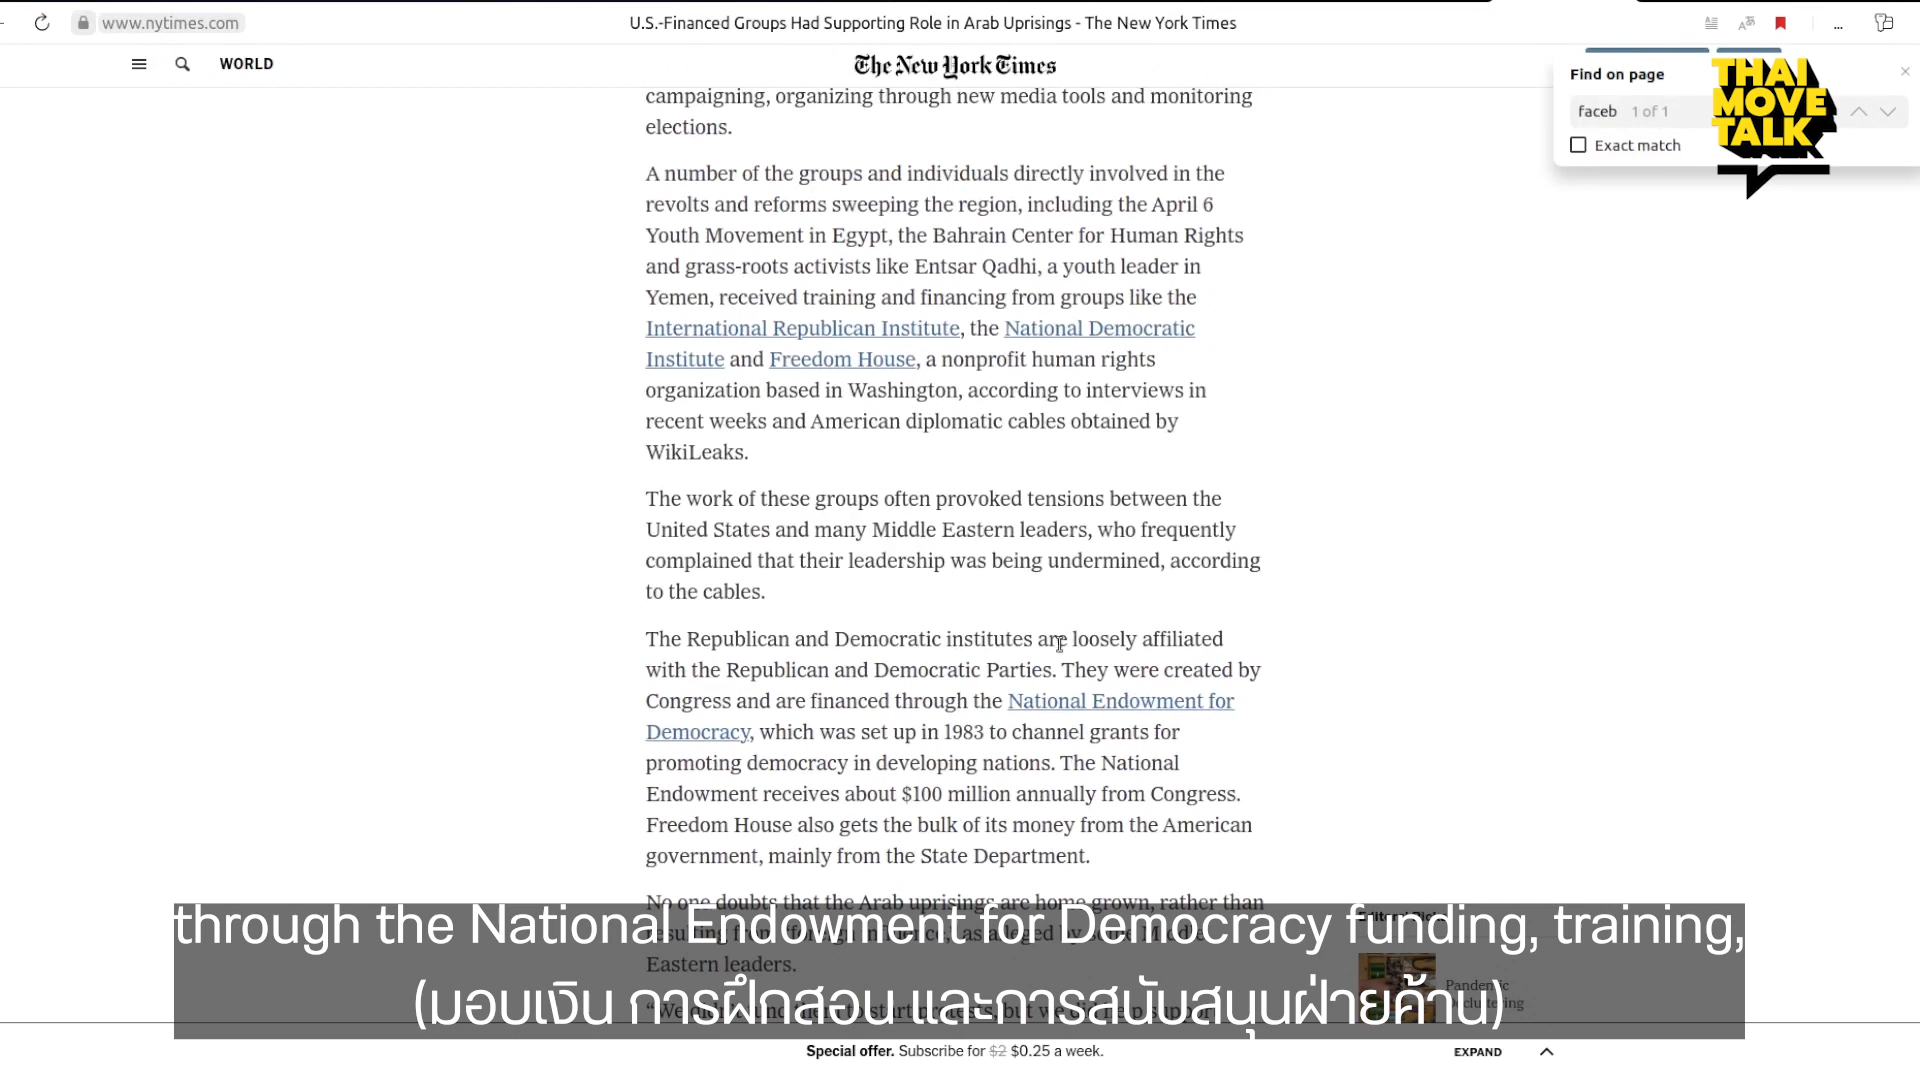 www.nytimes.com
U.S.-Financed Groups Had Supporting Role in Arab Uprisings - The New York Times
WORLD
The New York Times
Find on page
faceb 1 of 1
Exact match
THAI
MOVE
TALK
campaigning, organizing through new media tools and monitoring
elections.
A number of the groups and individuals directly involved in the
revolts and reforms sweeping the region, including the April 6
Youth Movement in Egypt, the Bahrain Center for Human Rights
and grass-roots activists like Entsar Qadhi, a youth leader in
Yemen, received training and financing from groups like the
International Republican Institute, the National Democratic
Institute and Freedom House, a nonprofit human rights
organization based in Washington, according to interviews in
recent weeks and American diplomatic cables obtained by
WikiLeaks.
The work of these groups often provoked tensions between the
United States and many Middle Eastern leaders, who frequently
complained that their leadership was being undermined, according
to the cables.
The Republican and Democratic institutes are loosely affiliated
with the Republican and Democratic Parties. They were created by
Congress and are financed through the National Endowment for
Democracy, which was set up in 1983 to channel grants for
promoting democracy in developing nations. The National
Endowment receives about $100 million annually from Congress.
Freedom House also gets the bulk of its money from the American
government, mainly from the State Department.
No one doubts that the Arab uprisings are home grown, rather than
through the National Endowment for Democracy funding, training,
Eastern leaders.
(มอบเงิน การฝึกสอน และการสนับสนุนฝ่ายค้าน)
Special offer. Subscribe for $2 $0.25 a week.
EXPAND